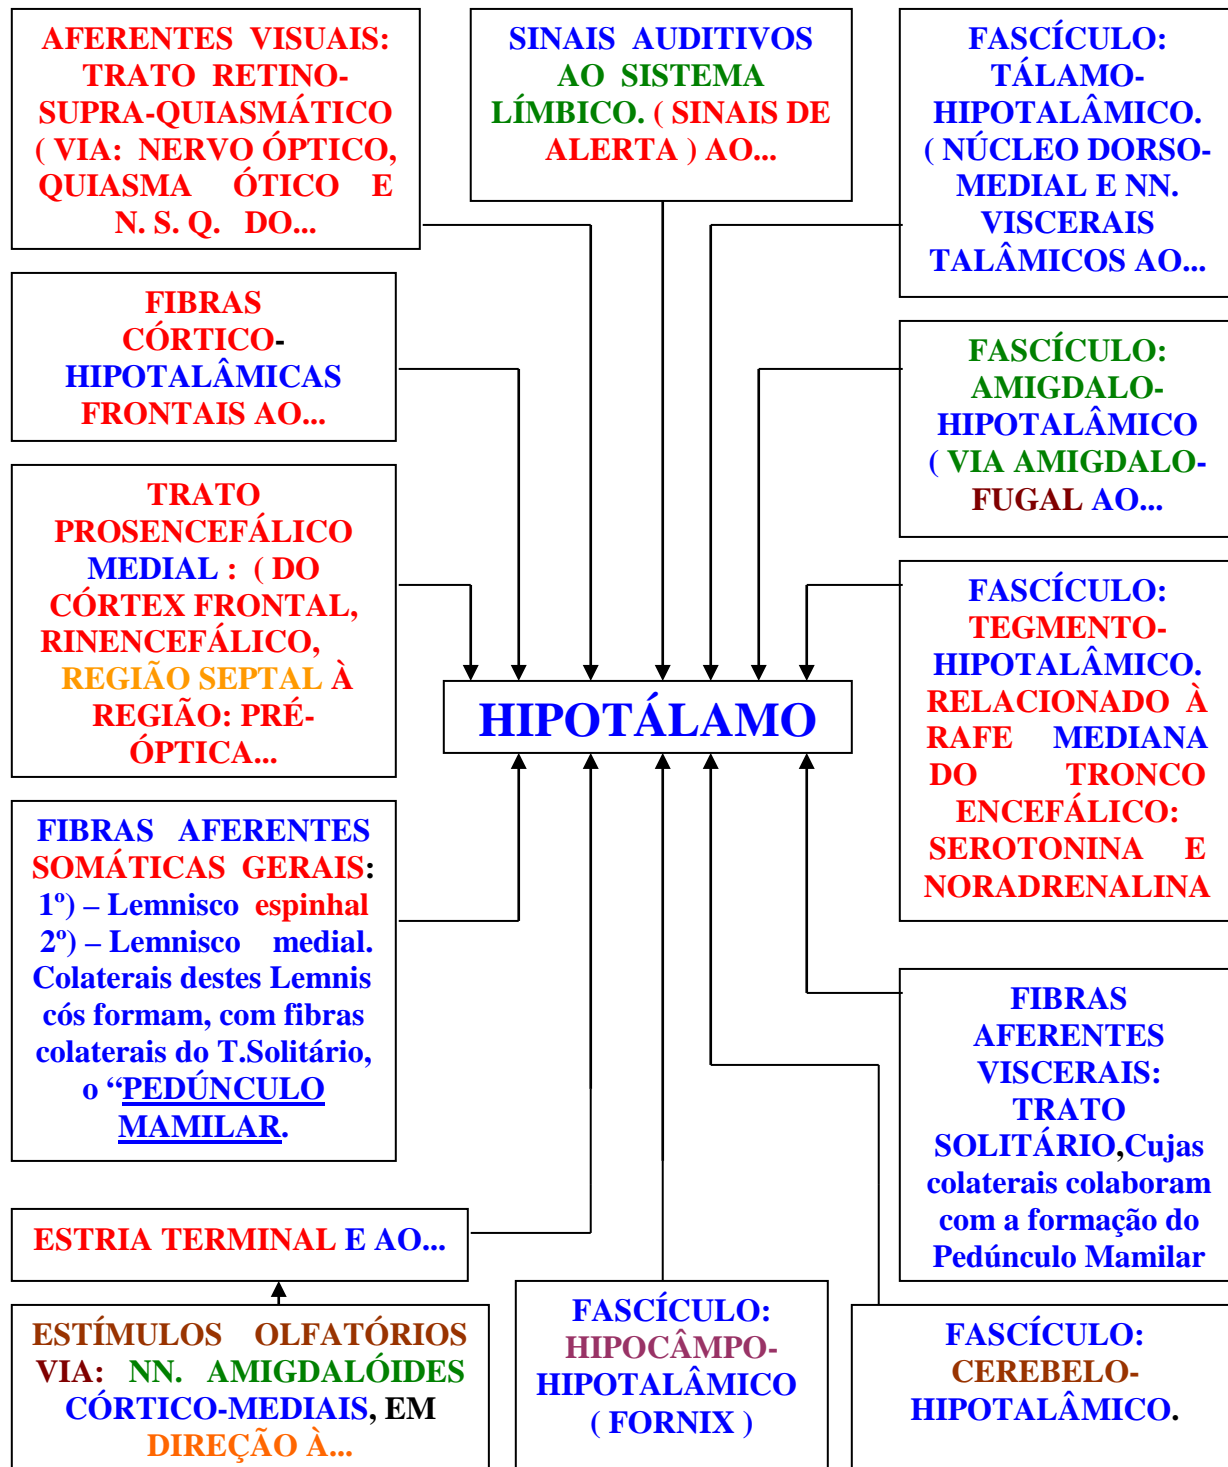 AFERENTES VISUAIS:
TRATO RETINO-
SUPRA-QUIASMÁTICO
( VIA: NERVO ÓPTICO,
QUIASMA ÓTICO E
N. S. Q. DO...
SINAIS AUDITIVOS
AO SISTEMA
LÍMBICO. ( SINAIS DE
ALERTA ) AO...
FASCÍCULO:
TÁLAMO-
HIPOTALÂMICO.
( NÚCLEO DORSO-
MEDIAL E NN.
VISCERAIS
TALÂMICOS AO...
FIBRAS
CÓRTICO-
HIPOTALÂMICAS
FRONTAIS AO...
FASCÍCULO:
AMIGDALO-
HIPOTALÂMICO
( VIA AMIGDALO-
FUGAL AO...
TRATO
PROSENCEFÁLICO
MEDIAL : ( DO
CÓRTEX FRONTAL,
RINENCEFÁLICO,
REGIÃO SEPTAL À
REGIÃO: PRÉ-
ÓPTICA...
FASCÍCULO:
TEGMENTO-
HIPOTALÂMICO.
RELACIONADO À
RAFE MEDIANA
DO TRONCO
ENCEFÁLICO:
SEROTONINA E
NORADRENALINA
HIPOTÁLAMO
FIBRAS AFERENTES
SOMÁTICAS GERAIS:
1º) – Lemnisco espinhal
2º) – Lemnisco medial.
Colaterais destes Lemnis
cós formam, com fibras
colaterais do T.Solitário,
o “PEDÚNCULO
MAMILAR.
FIBRAS
AFERENTES
VISCERAIS:
TRATO
SOLITÁRIO,Cujas
colaterais colaboram
com a formação do
Pedúnculo Mamilar
ESTRIA TERMINAL E AO...
ESTÍMULOS OLFATÓRIOS
VIA: NN. AMIGDALÓIDES
CÓRTICO-MEDIAIS, EM
DIREÇÃO À...
FASCÍCULO:
HIPOCÂMPO-
HIPOTALÂMICO
( FORNIX )
FASCÍCULO:
CEREBELO-
HIPOTALÂMICO.